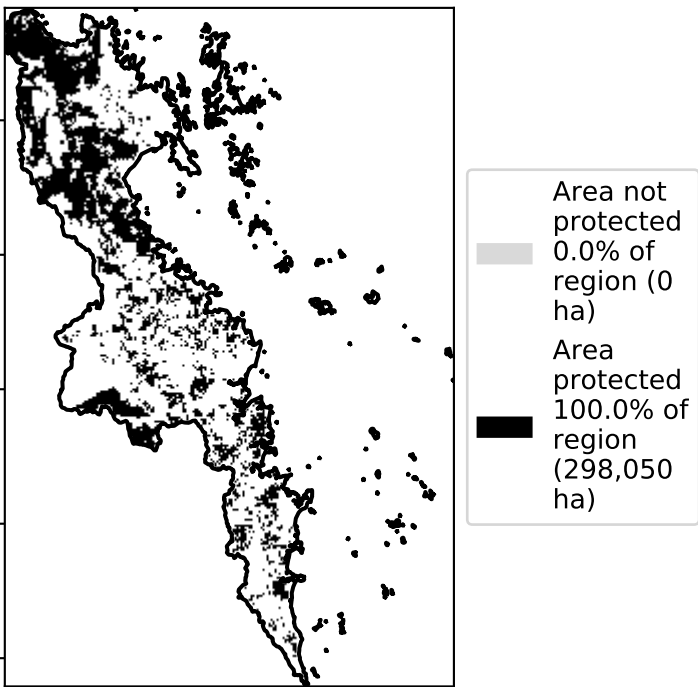 Area not
protected
0.0% of
region (0
ha)
Area
protected
100.0% of
region
(298,050
ha)